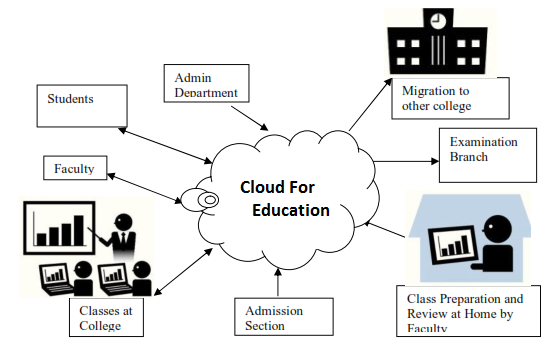 Admin
Department
Students
Migration to
other college
Examination
Branch
Faculty
Cloud For
Education
Classes at
College
Admission
Section
Class Preparation and
Review at Home by
Faculty